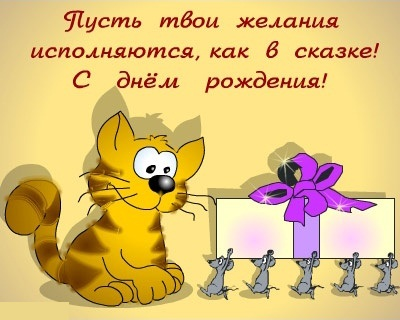 Пусть твои желания
исполняются, как в сказке!
С днём рождения!